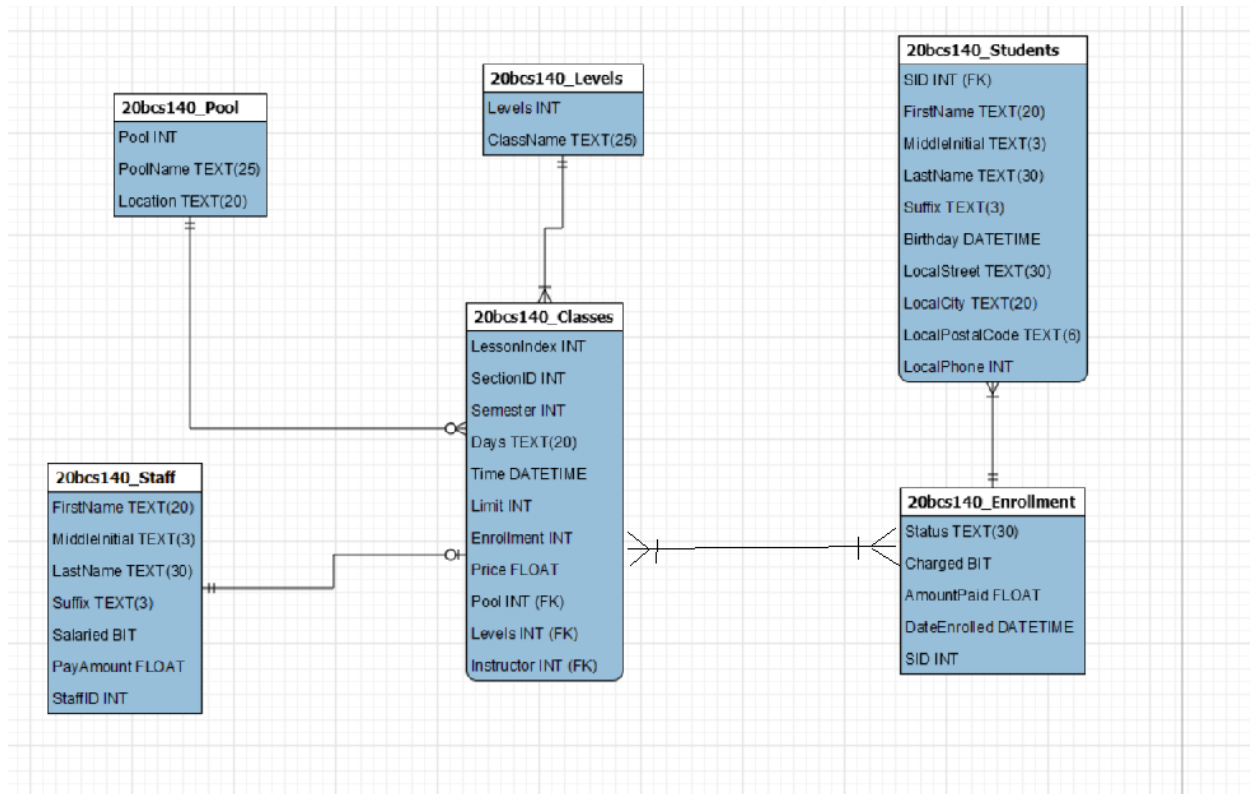 20bcs140_Pool
Pool INT
PoolName TEXT(25)
Location TEXT(20)
20bcs140_Levels
Levels INT
ClassName TEXT(25)
20bcs140_Students
SID INT (FK)
FirstName TEXT(20)
MiddleInitial TEXT(3)
LastName TEXT(30)
Suffix TEXT(3)
Birthday DATETIME
LocalStreet TEXT(30)
LocalCity TEXT(20)
LocalPostalCode TEXT(6)
LocalPhone INT
20bcs140_Classes
LessonIndex INT
SectionID INT
Semester INT
Days TEXT(20)
Time DATETIME
Limit INT
Enrollment INT
Price FLOAT
Pool INT (FK)
Levels INT (FK)
Instructor INT (FK)
20bcs140_Staff
FirstName TEXT(20)
MiddleInitial TEXT(3)
LastName TEXT(30)
Suffix TEXT(3)
Salaried BIT
PayAmount FLOAT
StaffID INT
20bcs140_Enrollment
Status TEXT(30)
Charged BIT
AmountPaid FLOAT
DateEnrolled DATETIME
SID INT